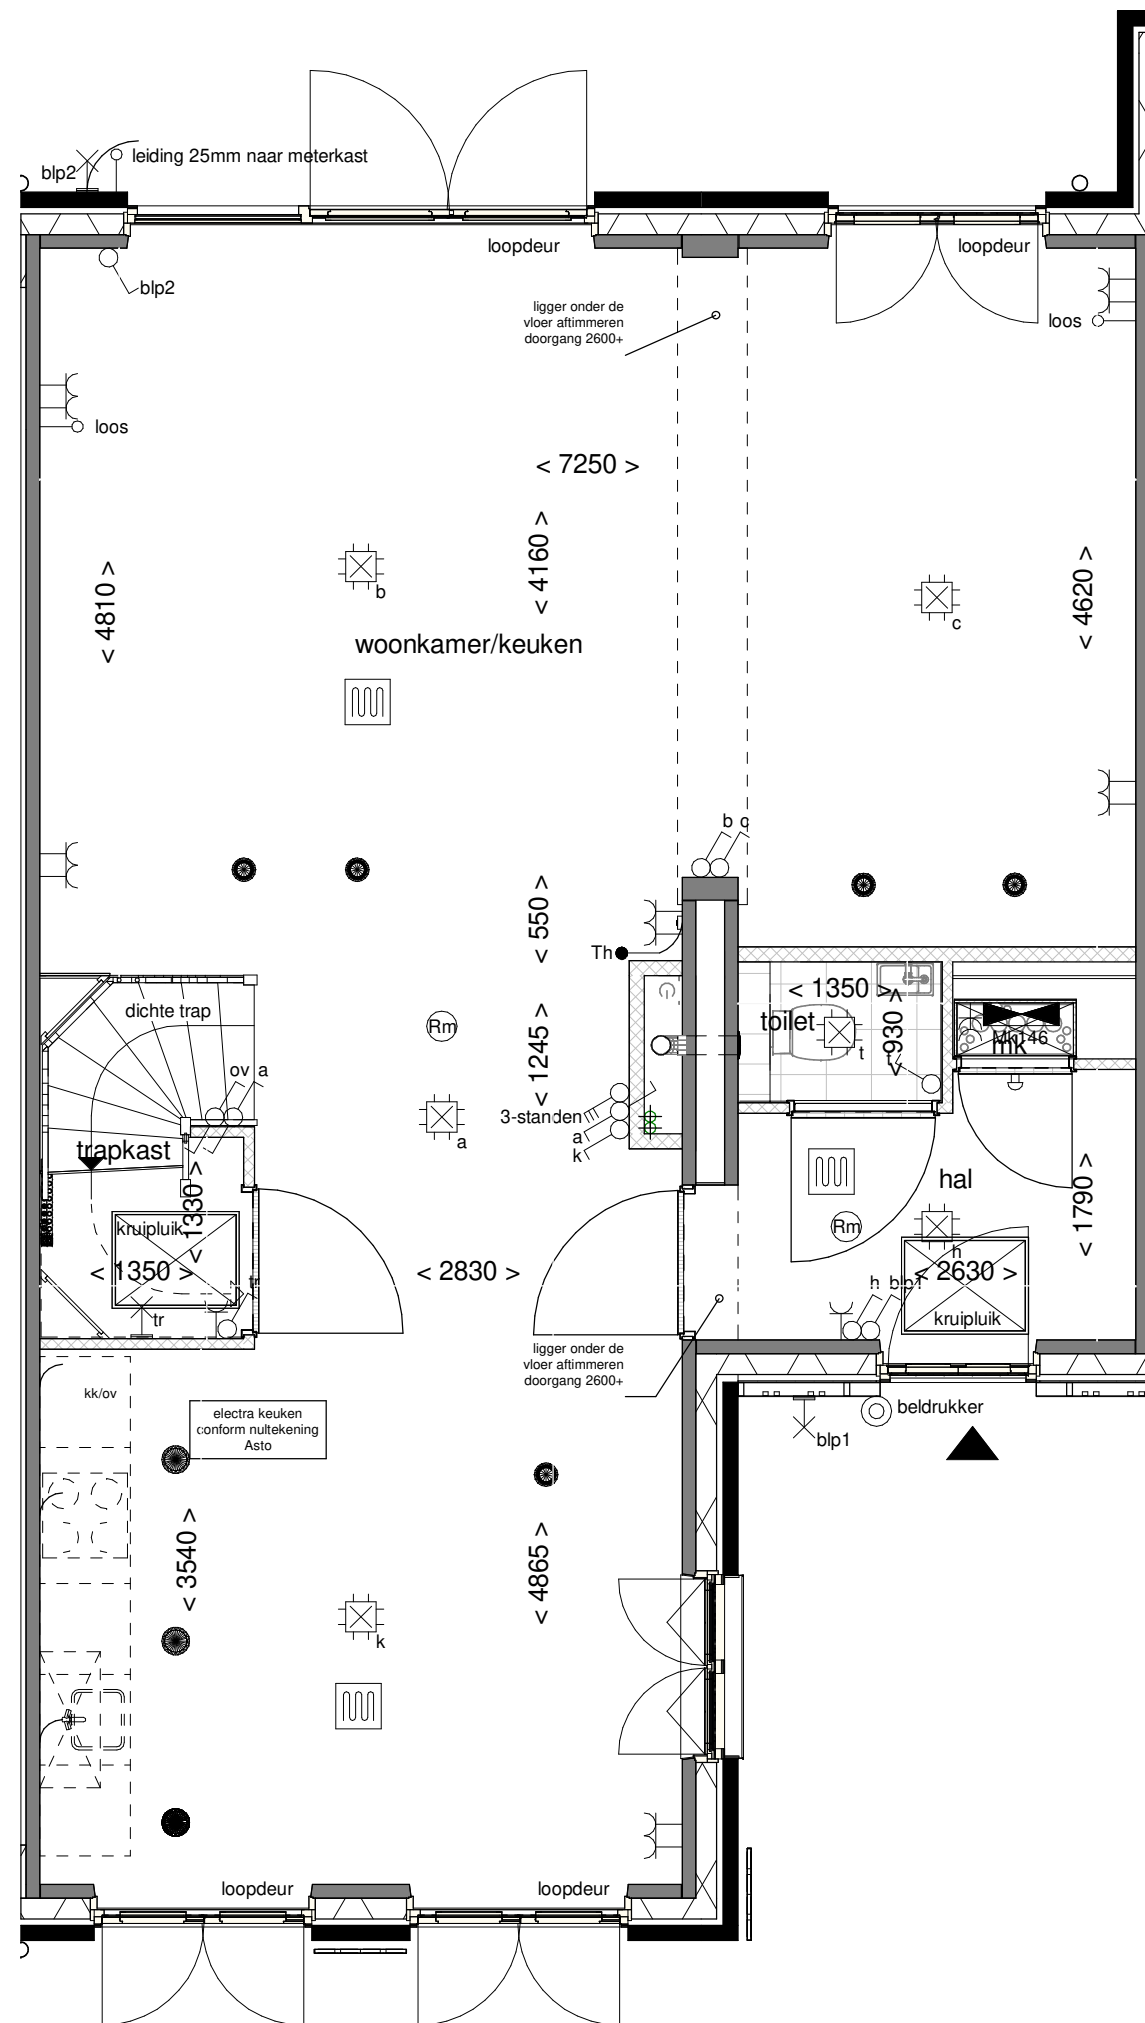 leiding 25mm naar meterkast
blp2
loopdeur
loopdeur
blp2
ligger onder de
vloer aftimmeren
doorgang 2600+
loos
loos
< 7250 >
< 4810 >
< 4160 >
< 4620 >
b
c
woonkamer/keuken
b c
< 550 >
Th
dichte trap
< 1350 >
toilet
< 930 >
t
t
Mk146
mk
Rm
ov a
< 1245 >
3-standen
a
k
a
trapkast
< 1330 >
kruipluik
< 1350 >
tr
tr
< 2830 >
hal
< 1790 >
Rm
h
< 2630 >
h blp1
kruipluik
ligger onder de
vloer aftimmeren
doorgang 2600+
kk/ov
electra keuken
conform nultekening
Asto
beldrukker
blp1
< 3540 >
< 4865 >
k
loopdeur
loopdeur